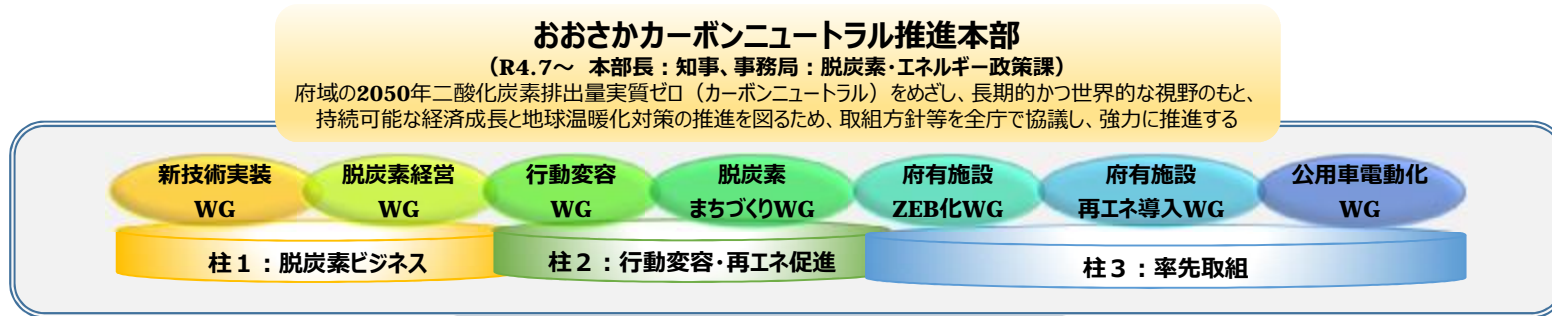 おおさかカーボンニュートラル推進本部
(R4.7～ 本部長：知事、事務局：脱炭素・エネルギー政策課)
府域の2050年二酸化炭素排出量実質ゼロ（カーボンニュートラル）をめざし、長期的かつ世界的な視野のもと、
持続可能な経済成長と地球温暖化対策の推進を図るため、取組方針等を全庁で協議し、強力に推進する
新技術実装
WG
脱炭素経営
WG
行動変容
WG
脱炭素
まちづくりWG
府有施設
ZEB化WG
府有施設
再エネ導入WG
公用車電動化
WG
柱１：脱炭素ビジネス
柱２：行動変容・再エネ促進
柱３：率先取組